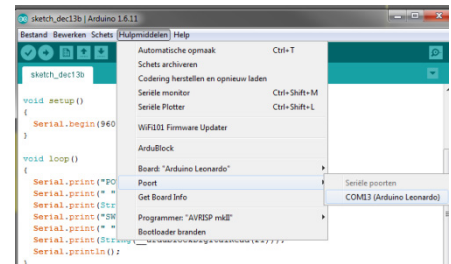 sketch_dec13b | Arduino 1.6.11
Bestand Bewerken Schets Hulpmiddelen Help
Automatische opmaak Ctrl+T
Schets archiveren
Codering herstellen en opnieuw laden
Seriële monitor Ctrl+Shift+M
Seriële Plotter Ctrl+Shift+L
WiFi101 Firmware Updater
ArduBlock
Board: "Arduino Leonardo"
Poort
Get Board Info
Programmer: "AVRISP mkII"
Bootloader branden
Seriële poorten
COM13 (Arduino Leonardo)
sketch_dec13b
void setup()
{
Serial.begin(960
}
void loop()
{
Serial.print("PO
Serial.print(" "
Serial.print(Str
Serial.print("SW
Serial.print(" "
Serial.println();